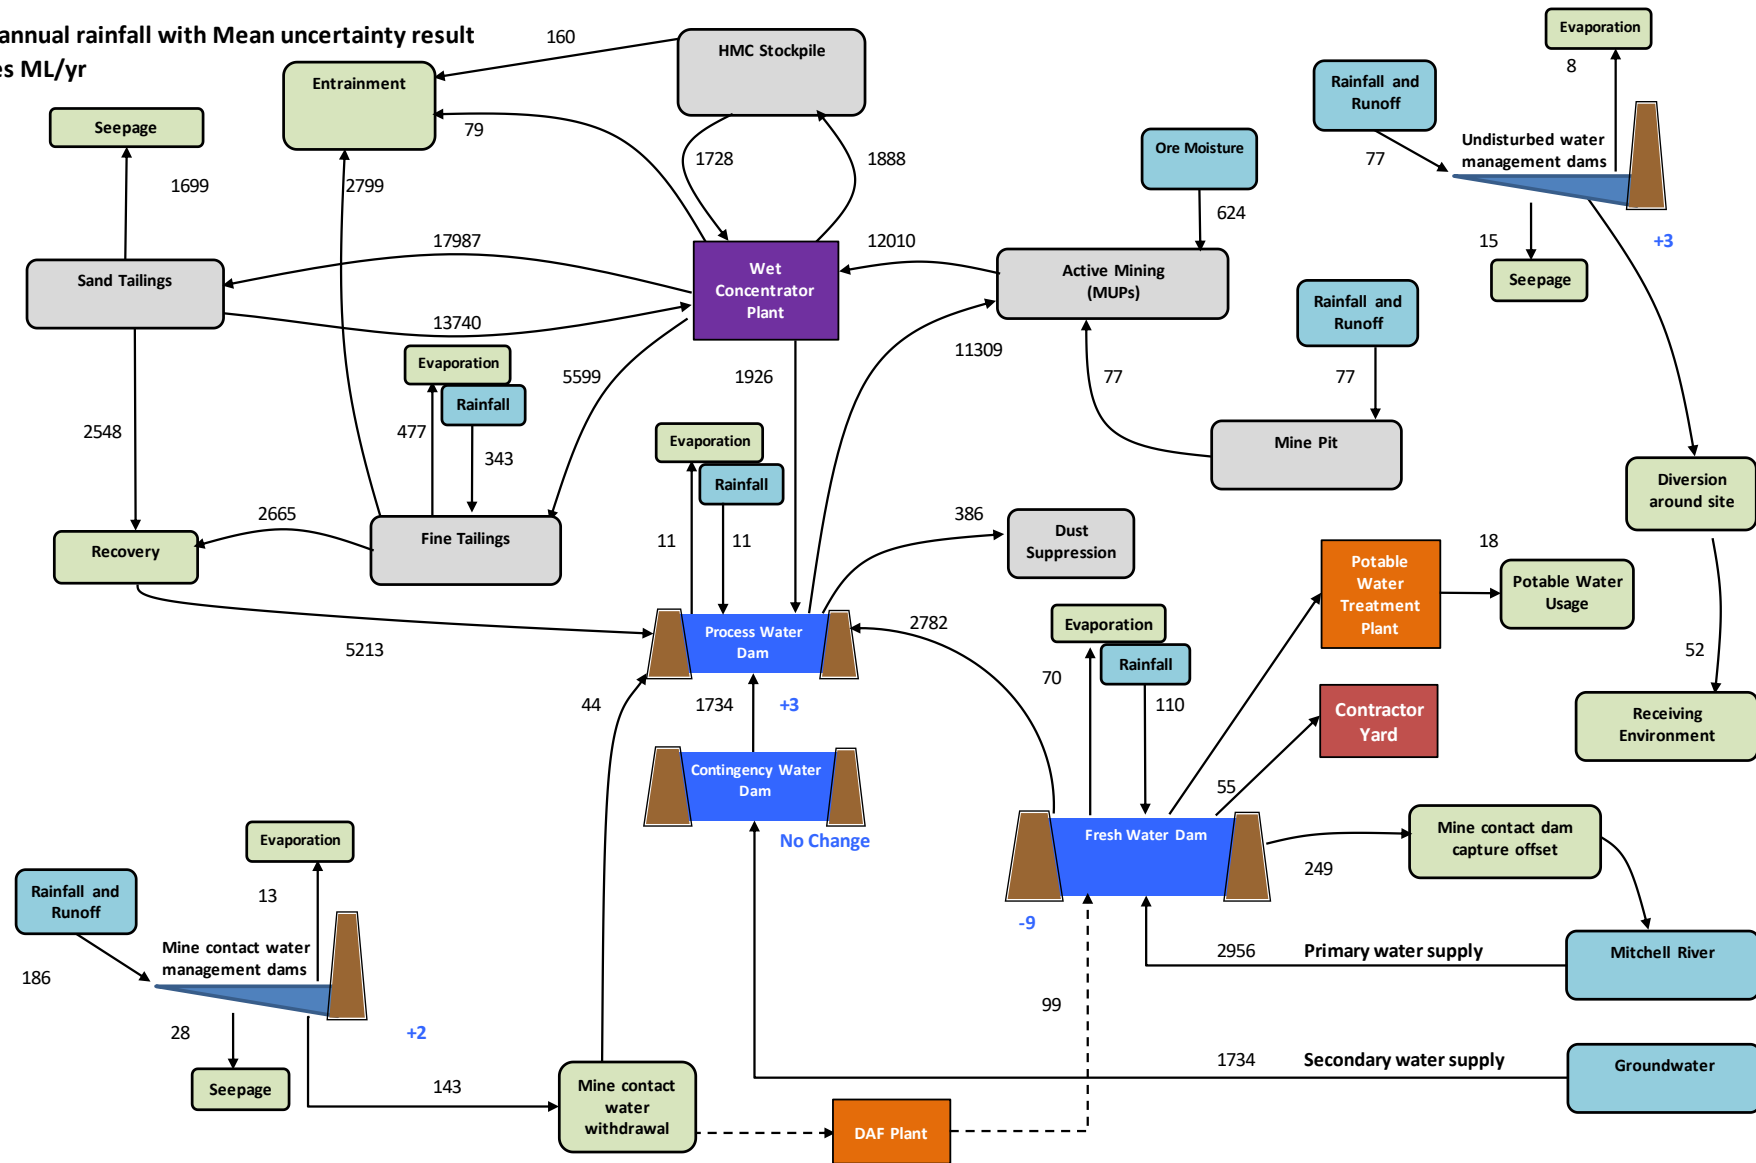 annual rainfall with Mean uncertainty result
es ML/yr
160
HMC Stockpile
Entrainment
Evaporation
8
Rainfall and
Runoff
Seepage
79
1728
1888
Ore Moisture
77
Undisturbed water
management dams
1699
2799
624
17987
12010
15
+3
Sand Tailings
Wet
Concentrator
Plant
Active Mining
(MUPs)
Seepage
Rainfall and
Runoff
13740
11309
Evaporation
Rainfall
5599
1926
77
77
2548
477
343
Evaporation
Rainfall
Mine Pit
Diversion
around site
2665
Fine Tailings
11
11
386
Dust
Suppression
Recovery
Potable
Water
Treatment
Plant
18
Potable Water
Usage
5213
Process Water
Dam
2782
Evaporation
Rainfall
52
44
1734
+3
70
110
Contractor
Yard
Receiving
Environment
Contingency Water
Dam
55
No Change
Fresh Water Dam
Mine contact dam
capture offset
Evaporation
249
Rainfall and
Runoff
13
-9
Mine contact water
management dams
2956
Primary water supply
Mitchell River
186
99
28
+2
1734
Secondary water supply
Groundwater
Seepage
143
Mine contact
water
withdrawal
DAF Plant